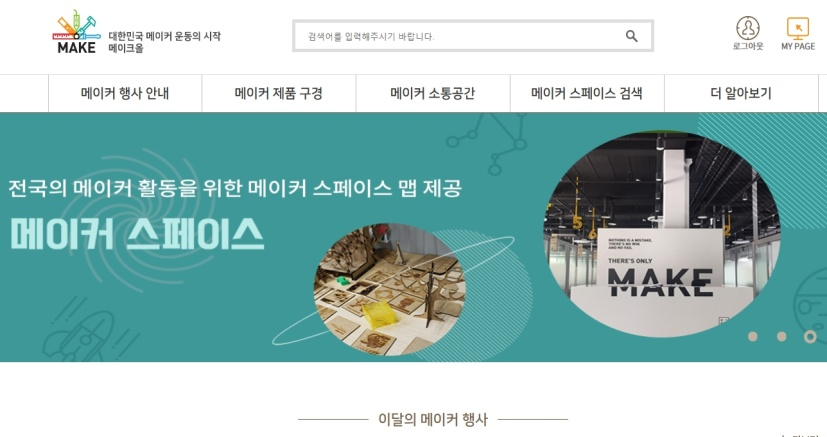 MAKE
대한민국 메이커 운동의 시작
메이크올
검색어를 입력해주시기 바랍니다.
로그아웃
MY PAGE
메이커 행사 안내
메이커 제품 구경
메이커 소통공간
메이커 스페이스 검색
더 알아보기
전국의 메이커 활동을 위한 메이커 스페이스 맵 제공
메이커 스페이스
5
6
NOTHING IS A MISTAKE,
THERE'S NO WIN
AND NO FAIL.
THERE'S ONLY
MAKE
이달의 메이커 행사